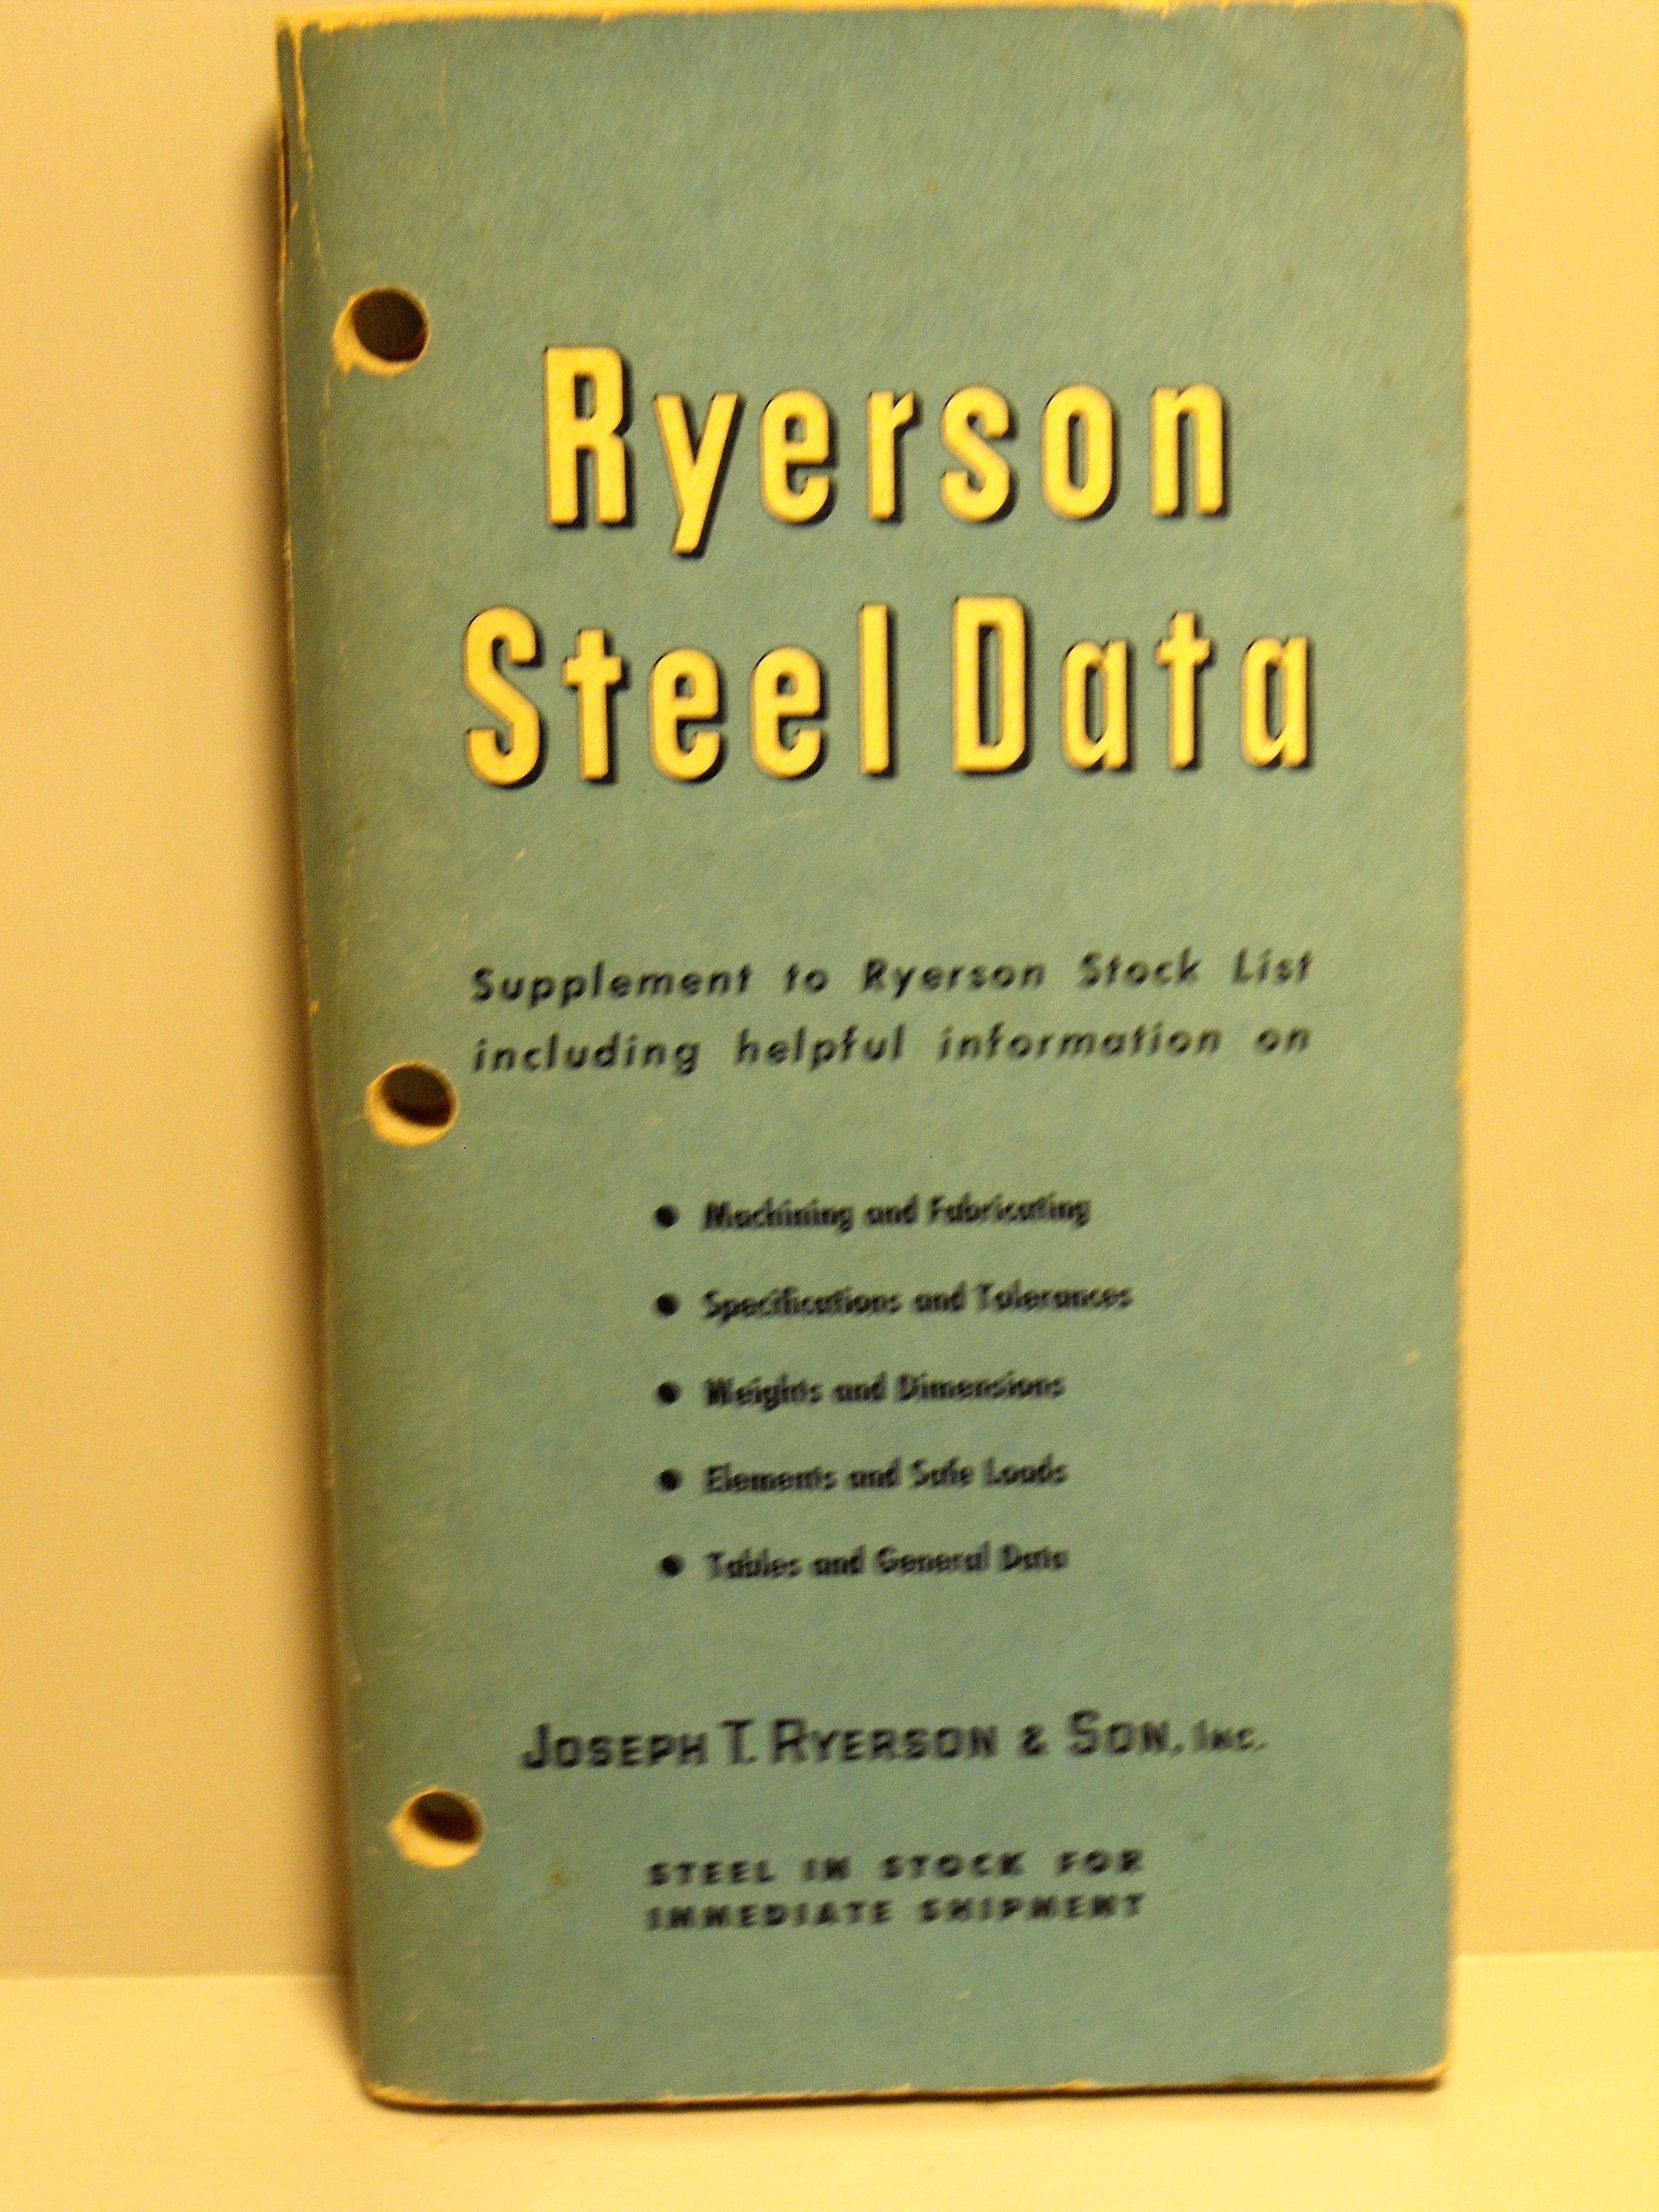 Ryerson
Steel Data
Supplement to Ryerson Stock List
including helpful information on
● Machining and Fabricating
● Specifications and Tolerances
● Weights and Dimensions
● Elements and Safe Loads
● Tables and General Data
JOSEPH T. RYERSON & SON, INC.
STEEL IN STOCK FOR
IMMEDIATE SHIPMENT